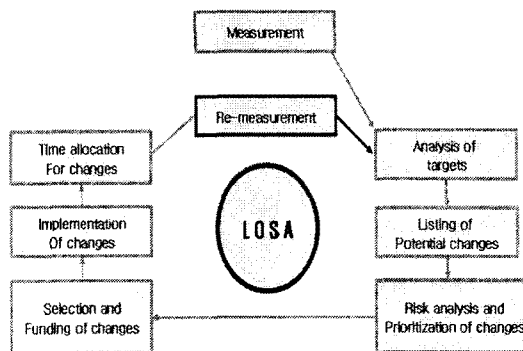 Measurement
Re-measurement
Time allocation
For changes
Analysis of
targets
Implementation
Of changes
LOSA
Listing of
Potential changes
Selection and
Funding of changes
Risk analysis and
Prioritization of changes